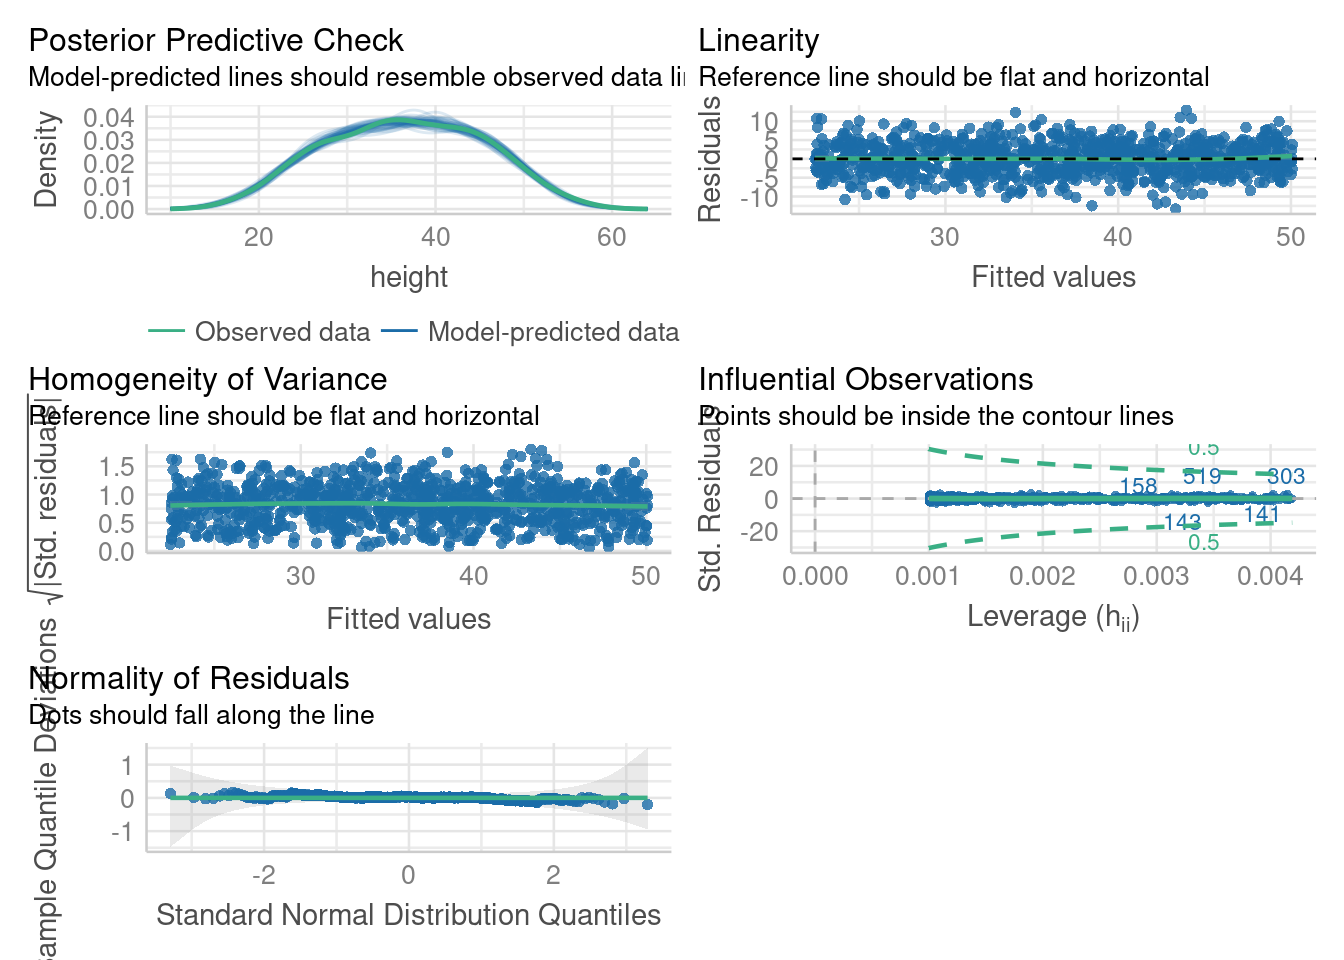 Posterior Predictive Check
Model-predicted lines should resemble observed data
Density
0.04
0.03
0.02
0.01
0.00
20 40 60
height
Observed data Model-predicted data
Linearity
Reference line should be flat and horizontal
Residuals
10
5
0
-5
-10
30 40 50
Fitted values
Homogeneity of Variance
Reference line should be flat and horizontal
√|Std. residuals|
1.5
1.0
0.5
0.0
30 40 50
Fitted values
Influential Observations
Points should be inside the contour lines
Std. Residuals
20
0
-20
0.5
519 303
158
143 141
0.5
0.000 0.001 0.002 0.003 0.004
Leverage (hii)
Normality of Residuals
Dots should fall along the line
Quantile Deviations
1
0
-1
-2 0 2
Standard Normal Distribution Quantiles